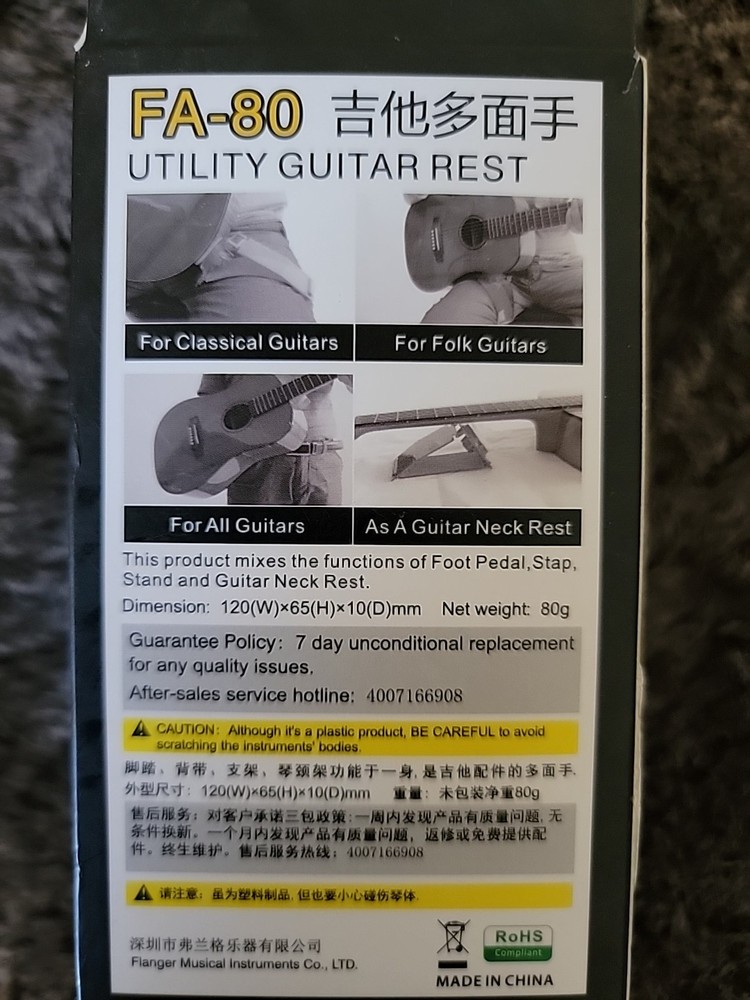 FA-80 吉他多面手
UTILITY GUITAR REST
For Classical Guitars
For Folk Guitars
For All Guitars
As A Guitar Neck Rest
This product mixes the functions of Foot Pedal,Stap,
Stand and Guitar Neck Rest.
Dimension: 120(W)×65(H)×10(D)mm Net weight: 80g
Guarantee Policy: 7 day unconditional replacement
for any quality issues,
After-sales service hotline: 4007166908
CAUTION: Although it's a plastic product, BE CAREFUL to avoid
scratching the instruments' bodies.
脚踏、背带、支架、琴颈架功能于一身,是吉他配件的多面手.
外型尺寸: 120(W)×65(H)×10(D)mm 重量: 未包装净重80g
售后服务: 对客户承诺三包政策:一周内发现产品有质量问题,无
条件换新。一个月内发现产品有质量问题, 返修或免费提供配
件。终生维护。售后服务热线: 4007166908
请注意: 虽为塑料制品,但也要小心碰伤琴体.
深圳市弗兰格乐器有限公司
Flanger Musical Instruments Co., LTD.
RoHS
Compliant
MADE IN CHINA